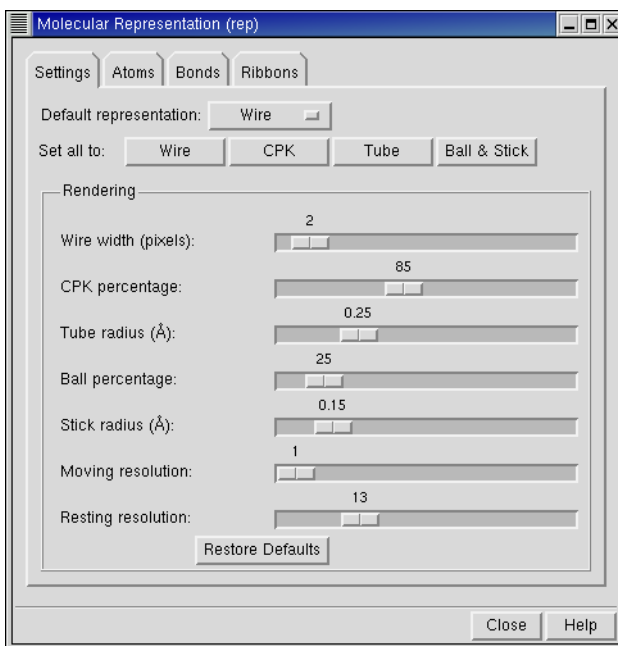 Molecular Representation (rep)
Settings Atoms Bonds Ribbons
Default representation: Wire
Set all to: Wire CPK Tube Ball & Stick
Rendering
2
Wire width (pixels):
85
CPK percentage:
0.25
Tube radius (Å):
25
Ball percentage:
0.15
Stick radius (Å):
1
Moving resolution:
13
Resting resolution:
Restore Defaults
Close Help